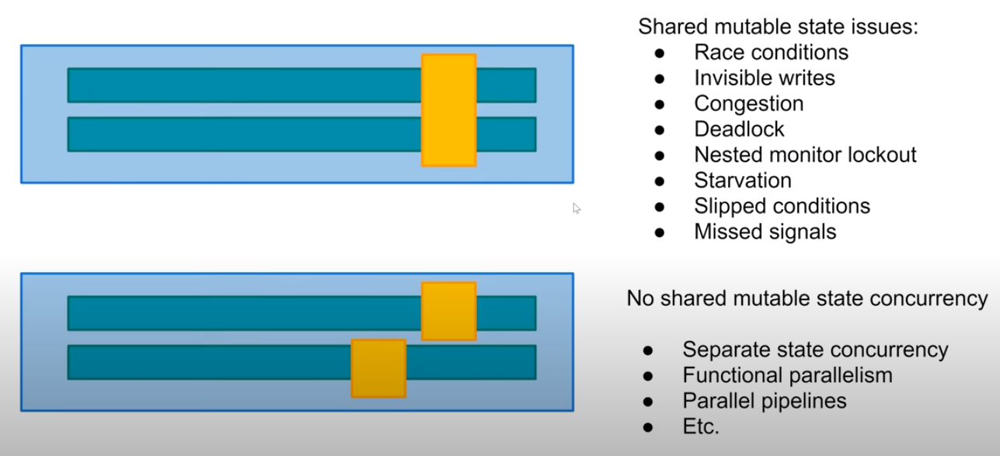 Shared mutable state issues:
● Race conditions
● Invisible writes
● Congestion
● Deadlock
● Nested monitor lockout
● Starvation
● Slipped conditions
● Missed signals
No shared mutable state concurrency
● Separate state concurrency
● Functional parallelism
● Parallel pipelines
● Etc.